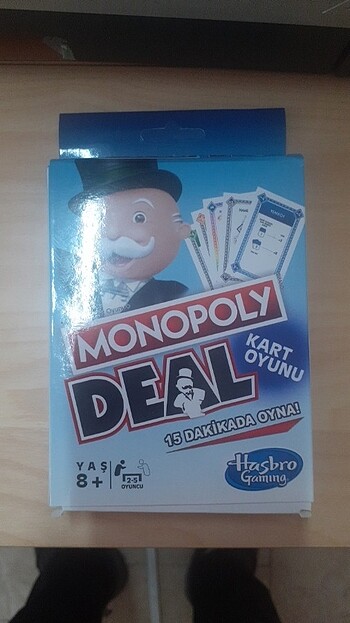 MONOPOLY
DEAL
KART
OYUNU
15 DAKİKADA OYNA!
YAŞ
8+
2-5
OYUNCU
Hasbro
Gaming